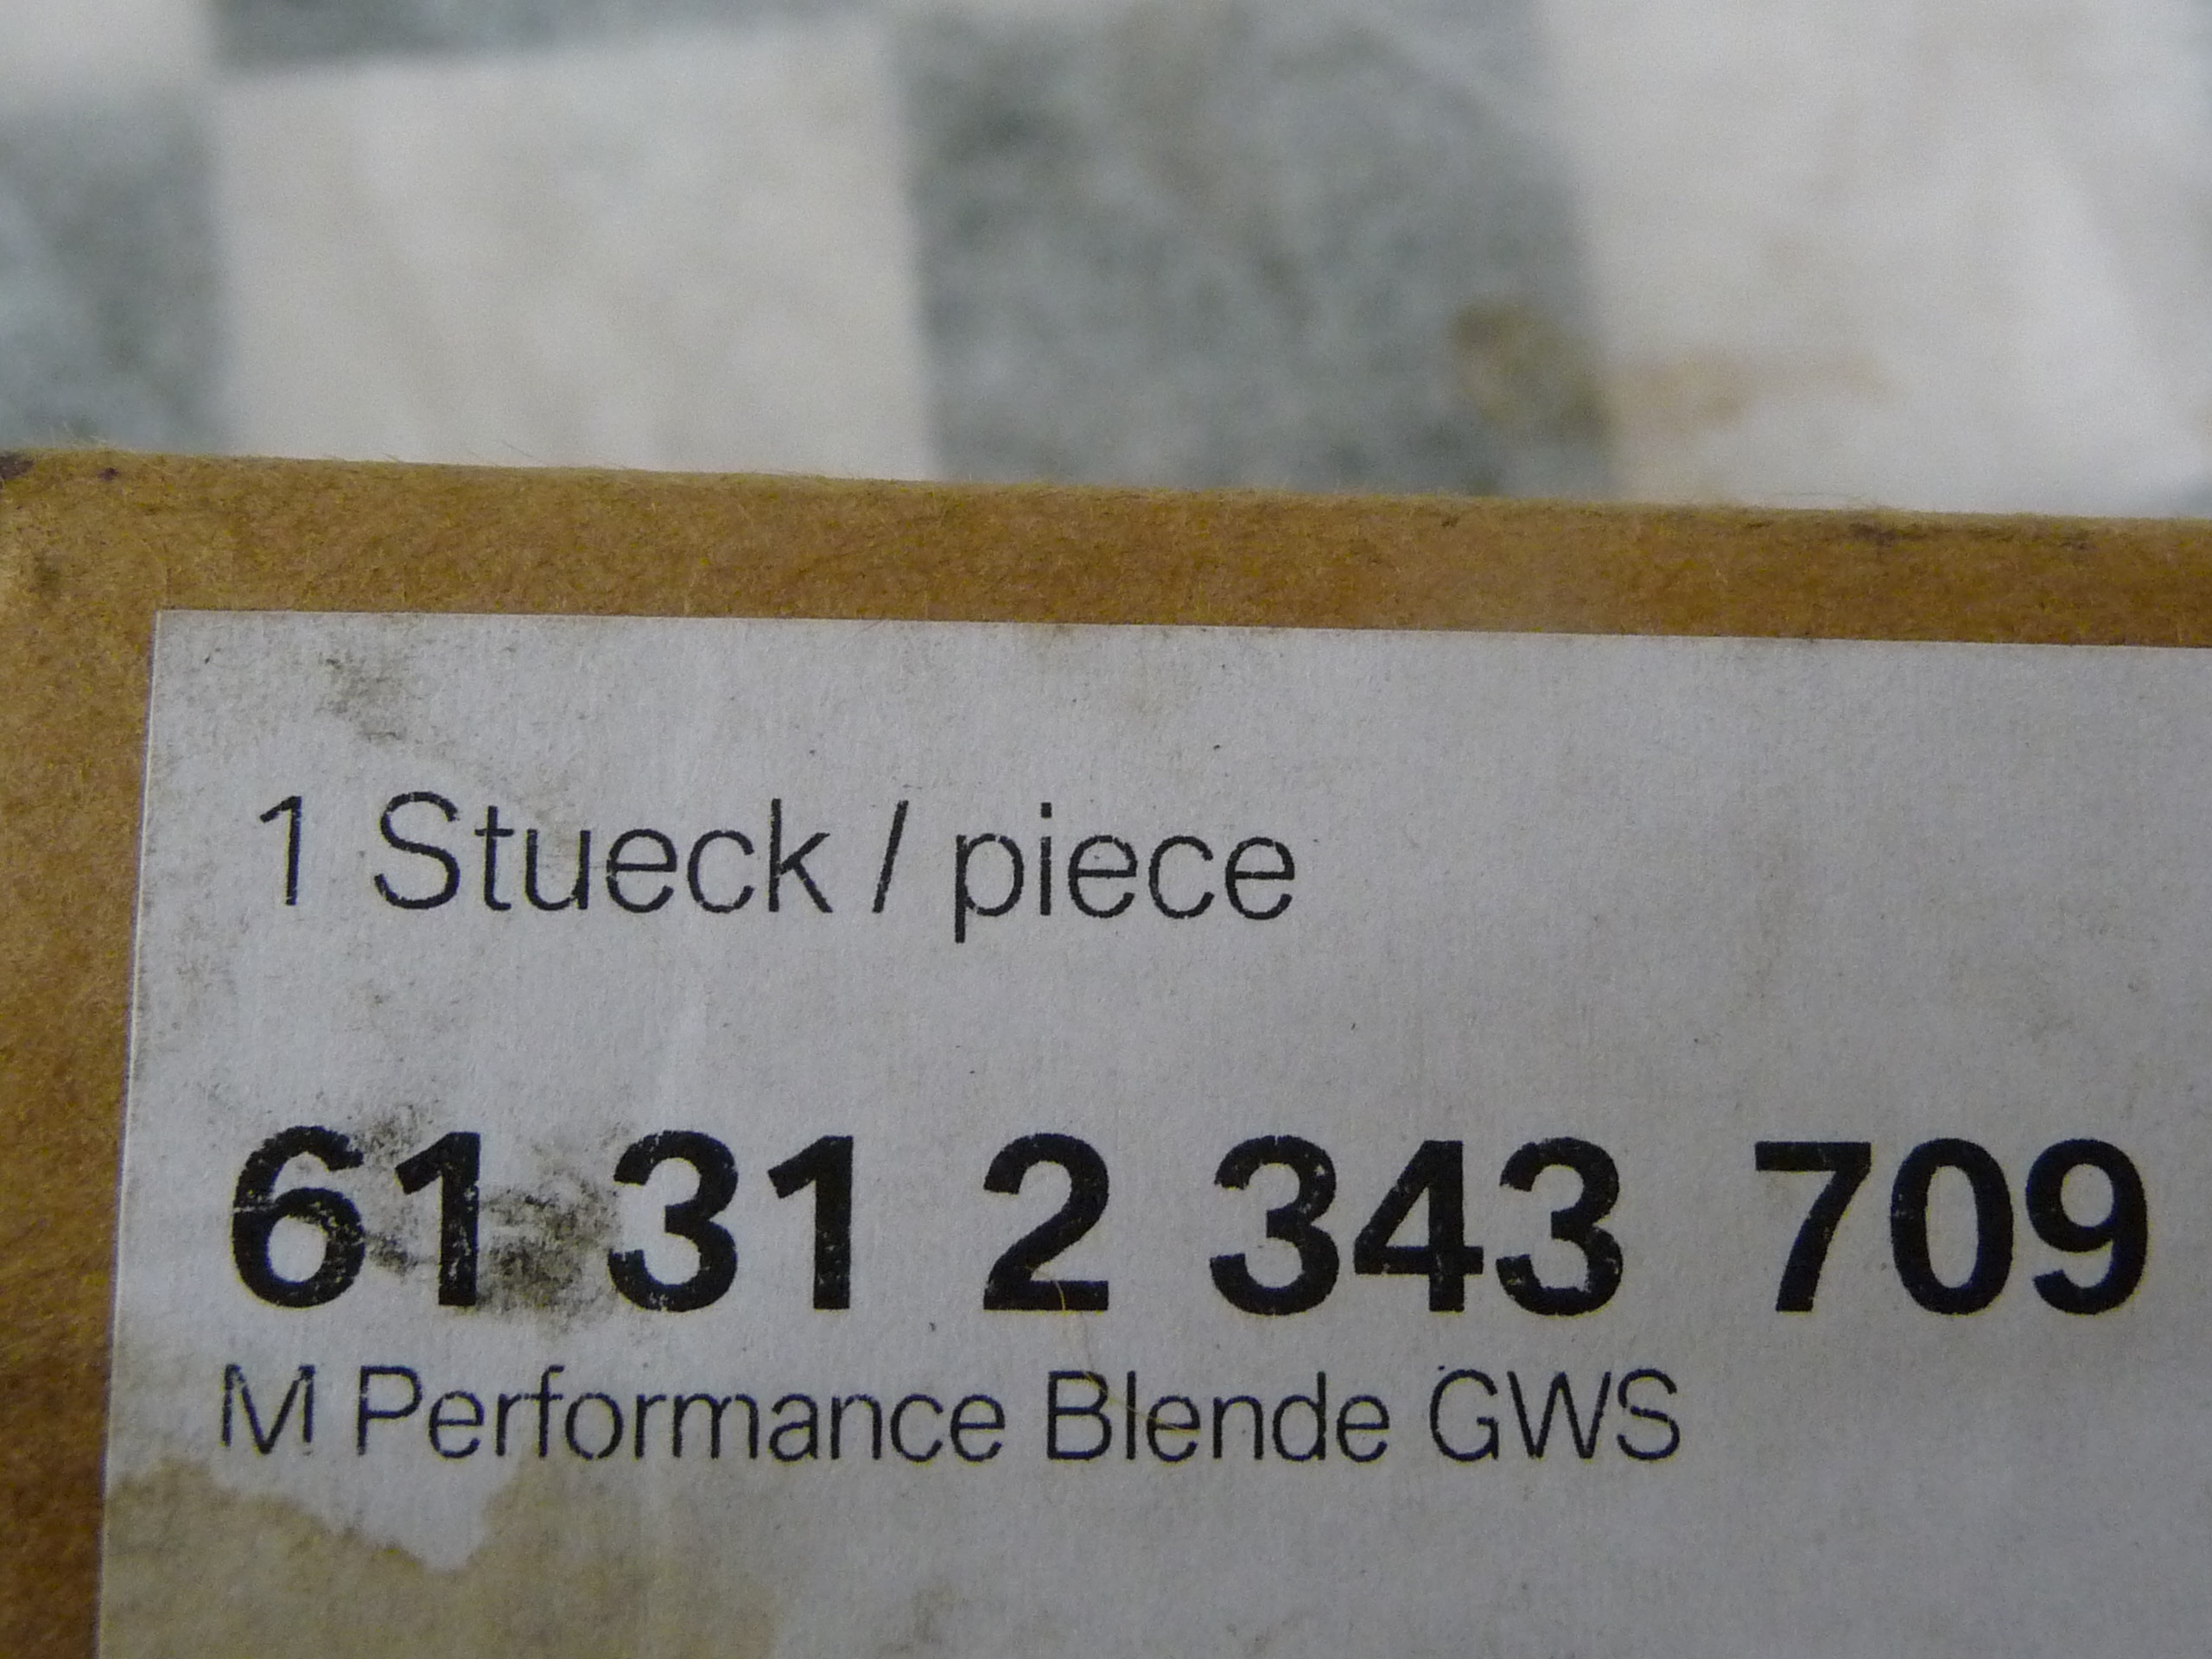 1 Stueck / piece
61 31 2 343 709
M Performance Blende GWS